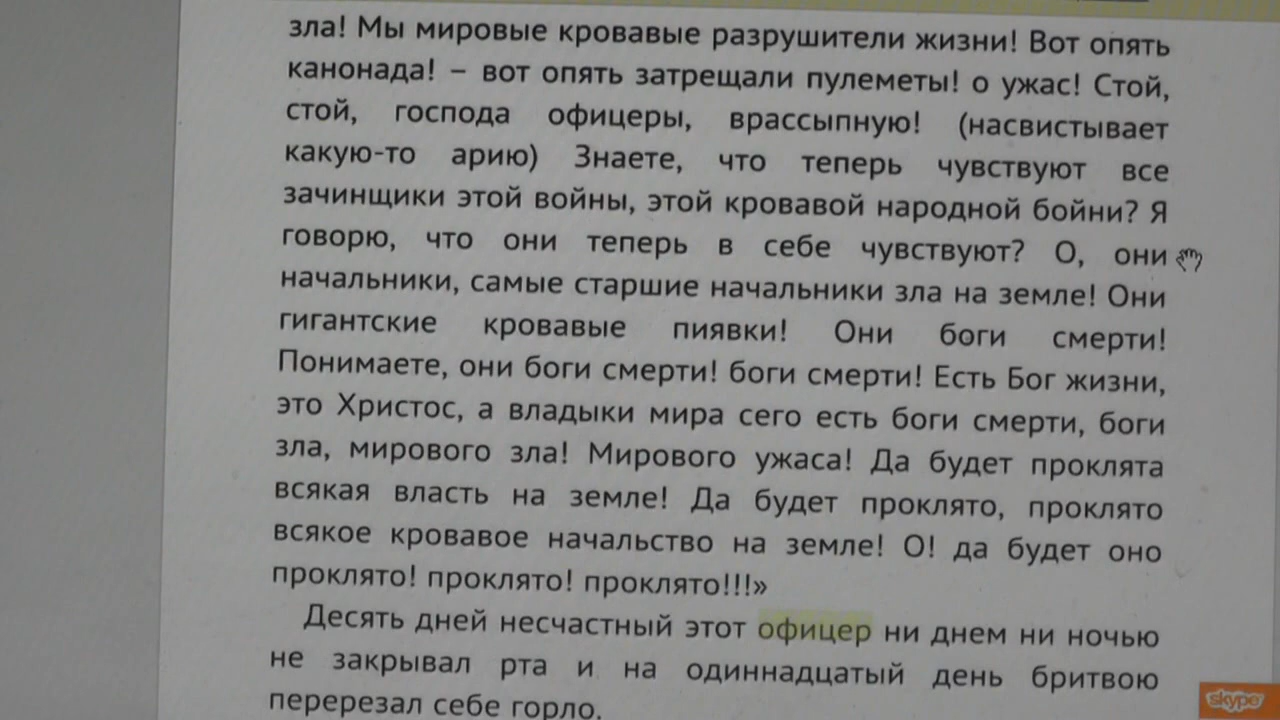 зла! Мы мировые кровавые разрушители жизни! Вот опять
канонада! – вот опять затрещали пулеметы! о ужас! Стой,
стой, господа офицеры, врассыпную! (насвистывает
какую-то арию) Знаете, что теперь чувствуют все
зачинщики этой войны, этой кровавой народной бойни? Я
говорю, что они теперь в себе чувствуют? О, они
начальники, самые старшие начальники зла на земле! Они
гигантские кровавые пиявки! Они боги смерти!
Понимаете, они боги смерти! боги смерти! Есть Бог жизни,
это Христос, а владыки мира сего есть боги смерти, боги
зла, мирового зла! Мирового ужаса! Да будет проклята
всякая власть на земле! Да будет проклято, проклято
всякое кровавое начальство на земле! О! да будет оно
проклято! проклято! проклято!!!»
Десять дней несчастный этот офицер ни днем ни ночью
не закрывал рта и на одиннадцатый день бритвою
перерезал себе горло.
skype